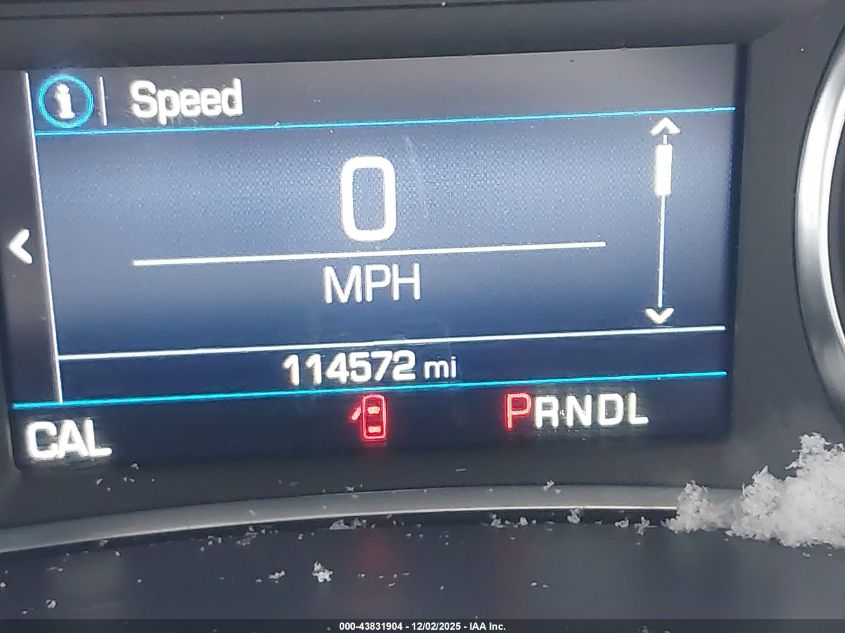 Speed
0
MPH
114572 mi
CAL PRNDL
000-43831904 - 12/02/2025 - IAA Inc.